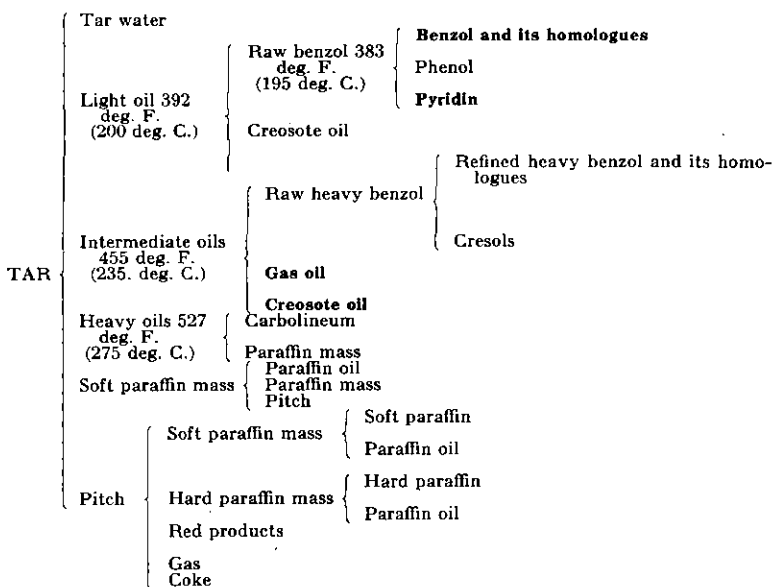 Tar water
Benzol and its homologues
Raw benzol 383
deg. F.
(195 deg. C.)
Phenol
Pyridin
Light oil 392
deg. F.
(200 deg. C.)
Creosote oil
Refined heavy benzol and its homo-
logues
Raw heavy benzol
Cresols
Intermediate oils
455 deg. F.
(235. deg. C.)
TAR
Gas oil
Creosote oil
Heavy oils 527
deg. F.
(275 deg. C.)
Carbolineum
Paraffin mass
Soft paraffin mass
Paraffin oil
Paraffin mass
Pitch
Soft paraffin mass
Soft paraffin
Paraffin oil
Pitch
Hard paraffin mass
Hard paraffin
Paraffin oil
Red products
Gas
Coke